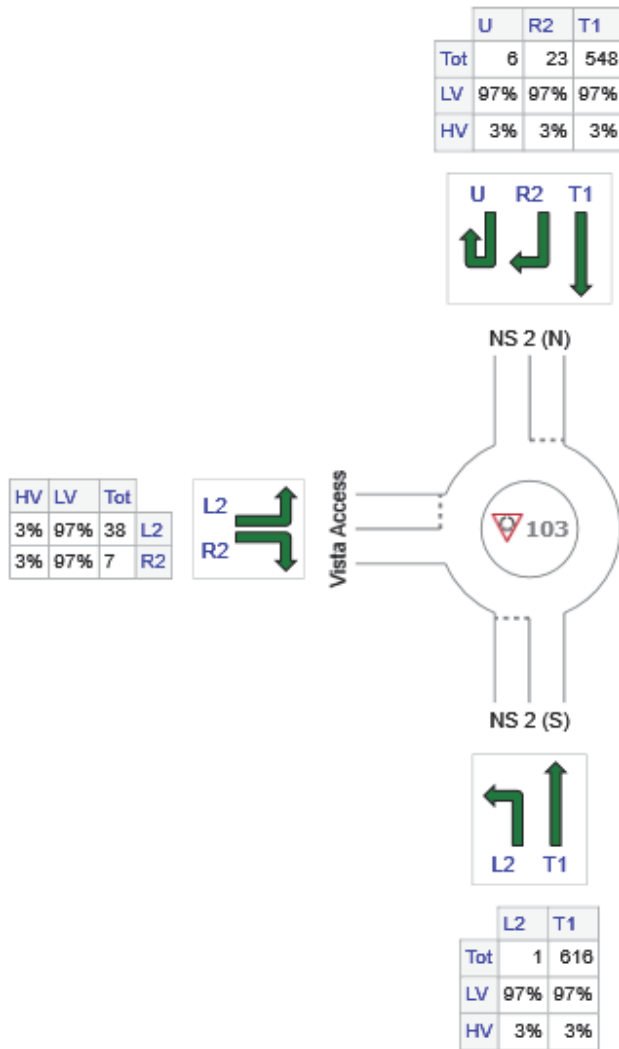 U R2 T1
Tot 6 23 548
LV 97% 97% 97%
HV 3% 3% 3%
U R2 T1
NS 2 (N)
HV LV Tot
3% 97% 38 L2
3% 97% 7 R2
L2
R2
Vista Access
103
NS 2 (S)
L2 T1
L2 T1
Tot 1 616
LV 97% 97%
HV 3% 3%